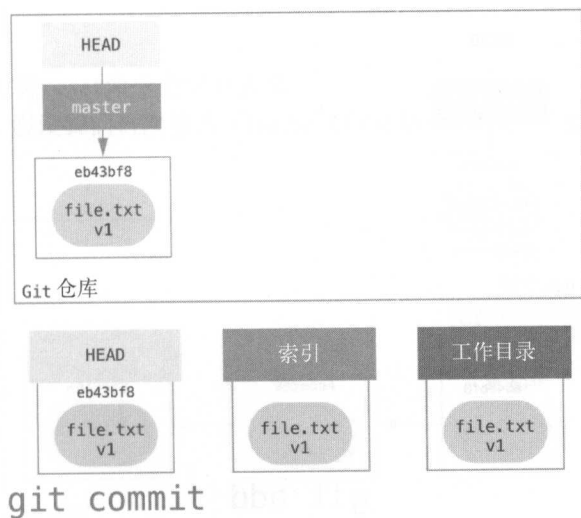 HEAD
master
eb43bf8
file.txt
v1
Git 仓库
HEAD
索引
工作目录
eb43bf8
file.txt
v1
file.txt
v1
file.txt
v1
git commit